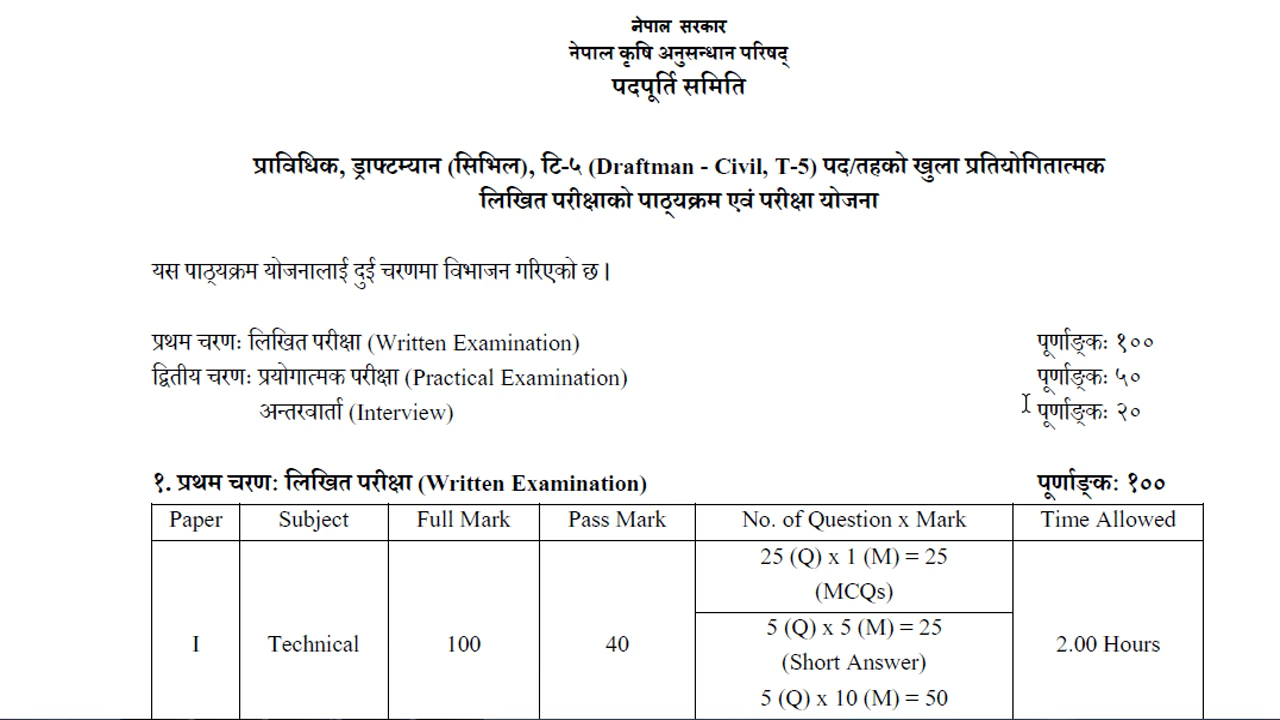 नेपाल सरकार
नेपाल कृषि अनुसन्धान परिषद्
पदपूर्ति समिति
प्राविधिक, ड्राफ्टम्यान (सिभिल), टि-५ (Draftman - Civil, T-5) पद/तहको खुला प्रतियोगितात्मक
लिखित परीक्षाको पाठ्यक्रम एवं परीक्षा योजना
यस पाठ्यक्रम योजनालाई दुई चरणमा विभाजन गरिएको छ ।
प्रथम चरणः लिखित परीक्षा (Written Examination) पूर्णाङ्कः १००
द्वितीय चरणः प्रयोगात्मक परीक्षा (Practical Examination) पूर्णाङ्कः ५०
अन्तरवार्ता (Interview) पूर्णाङ्कः २०
१. प्रथम चरणः लिखित परीक्षा (Written Examination) पूर्णाङ्कः १००
Paper Subject Full Mark Pass Mark No. of Question x Mark Time Allowed
25 (Q) x 1 (M) = 25
(MCQs)
5 (Q) x 5 (M) = 25
I Technical 100 40 2.00 Hours
(Short Answer)
5 (Q) x 10 (M) = 50